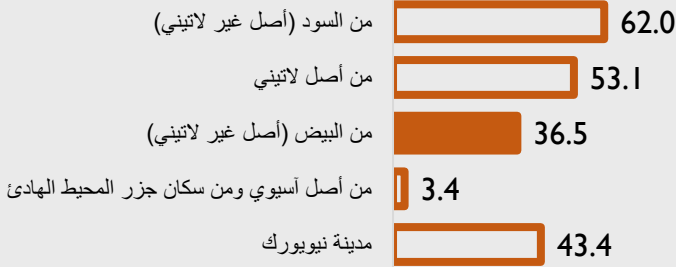 من السود (أصل غير لاتيني) 62.0
من أصل لاتيني 53.1
من البيض (أصل غير لاتيني) 36.5
من أصل آسيوي ومن سكان جزر المحيط الهادئ 3.4
مدينة نيويورك 43.4